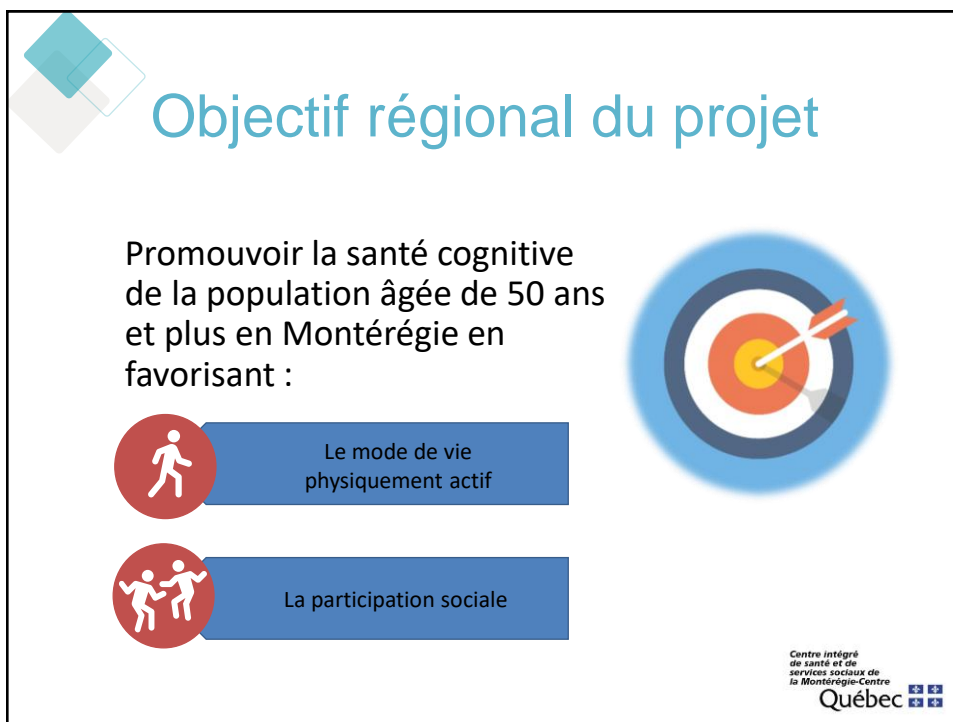 Objectif régional du projet
Promouvoir la santé cognitive
de la population âgée de 50 ans
et plus en Montérégie en
favorisant :
Le mode de vie
physiquement actif
La participation sociale
Centre intégré
de santé et de
services sociaux de
la Montérégie-Centre
Québec